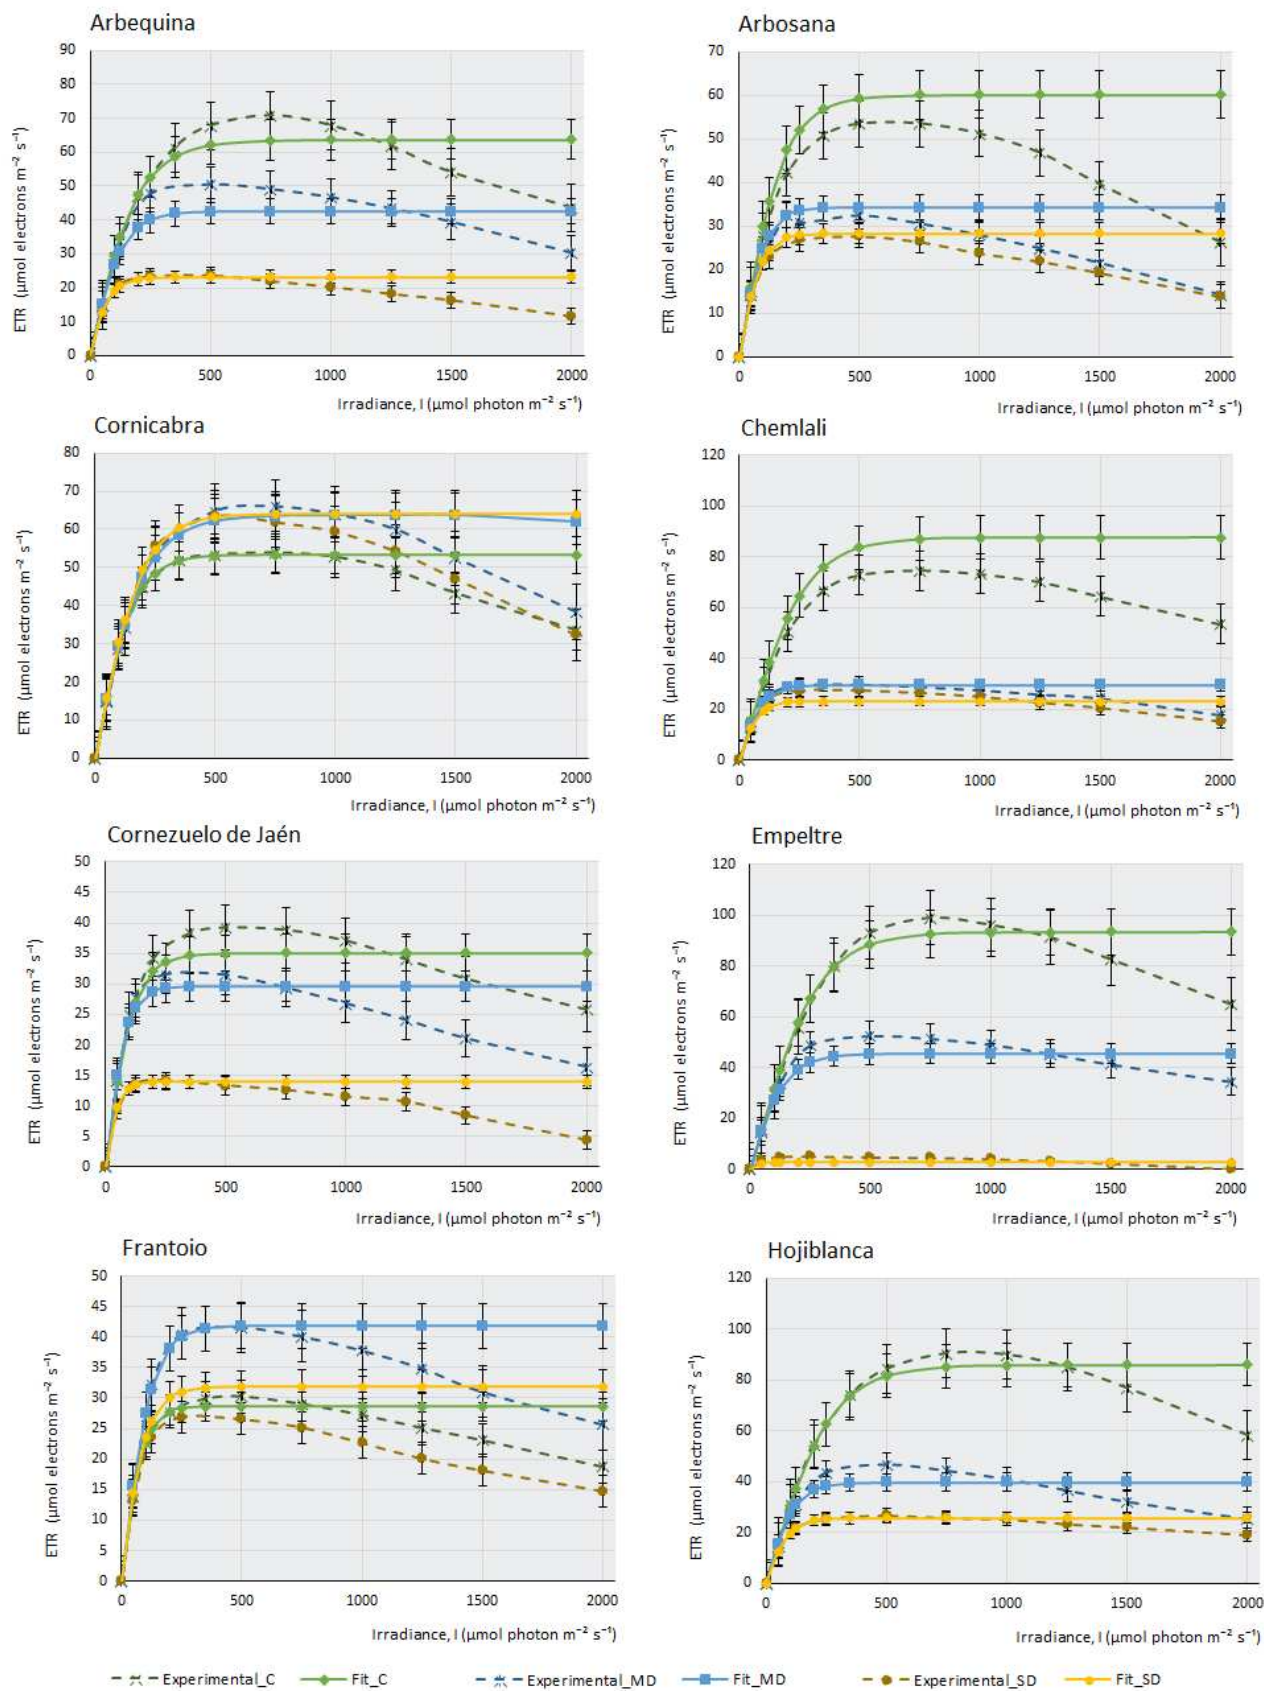 Arbequina
90
80
70
60
50
40
30
20
10
0
ETR (μmol electrons m⁻² s⁻¹)
0 500 1000 1500 2000
Irradiance, I (μmol photon m⁻² s⁻¹)
Arbosana
70
60
50
40
30
20
10
0
ETR (μmol electrons m⁻² s⁻¹)
0 500 1000 1500 2000
Irradiance, I (μmol photon m⁻² s⁻¹)
Cornicabra
80
70
60
50
40
30
20
10
0
ETR (μmol electrons m⁻² s⁻¹)
0 500 1000 1500 2000
Irradiance, I (μmol photon m⁻² s⁻¹)
Chemlali
120
100
80
60
40
20
0
ETR (μmol electrons m⁻² s⁻¹)
0 500 1000 1500 2000
Irradiance, I (μmol photon m⁻² s⁻¹)
Cornezuelo de Jaén
50
45
40
35
30
25
20
15
10
5
0
ETR (μmol electrons m⁻² s⁻¹)
0 500 1000 1500 2000
Irradiance, I (μmol photon m⁻² s⁻¹)
Empeltre
120
100
80
60
40
20
0
ETR (μmol electrons m⁻² s⁻¹)
0 500 1000 1500 2000
Irradiance, I (μmol photon m⁻² s⁻¹)
Frantoio
50
45
40
35
30
25
20
15
10
5
0
ETR (μmol electrons m⁻² s⁻¹)
0 500 1000 1500 2000
Irradiance, I (μmol photon m⁻² s⁻¹)
Hojiblanca
120
100
80
60
40
20
0
ETR (μmol electrons m⁻² s⁻¹)
0 500 1000 1500 2000
Irradiance, I (μmol photon m⁻² s⁻¹)
Experimental_C Fit_C Experimental_MD Fit_MD Experimental_SD Fit_SD